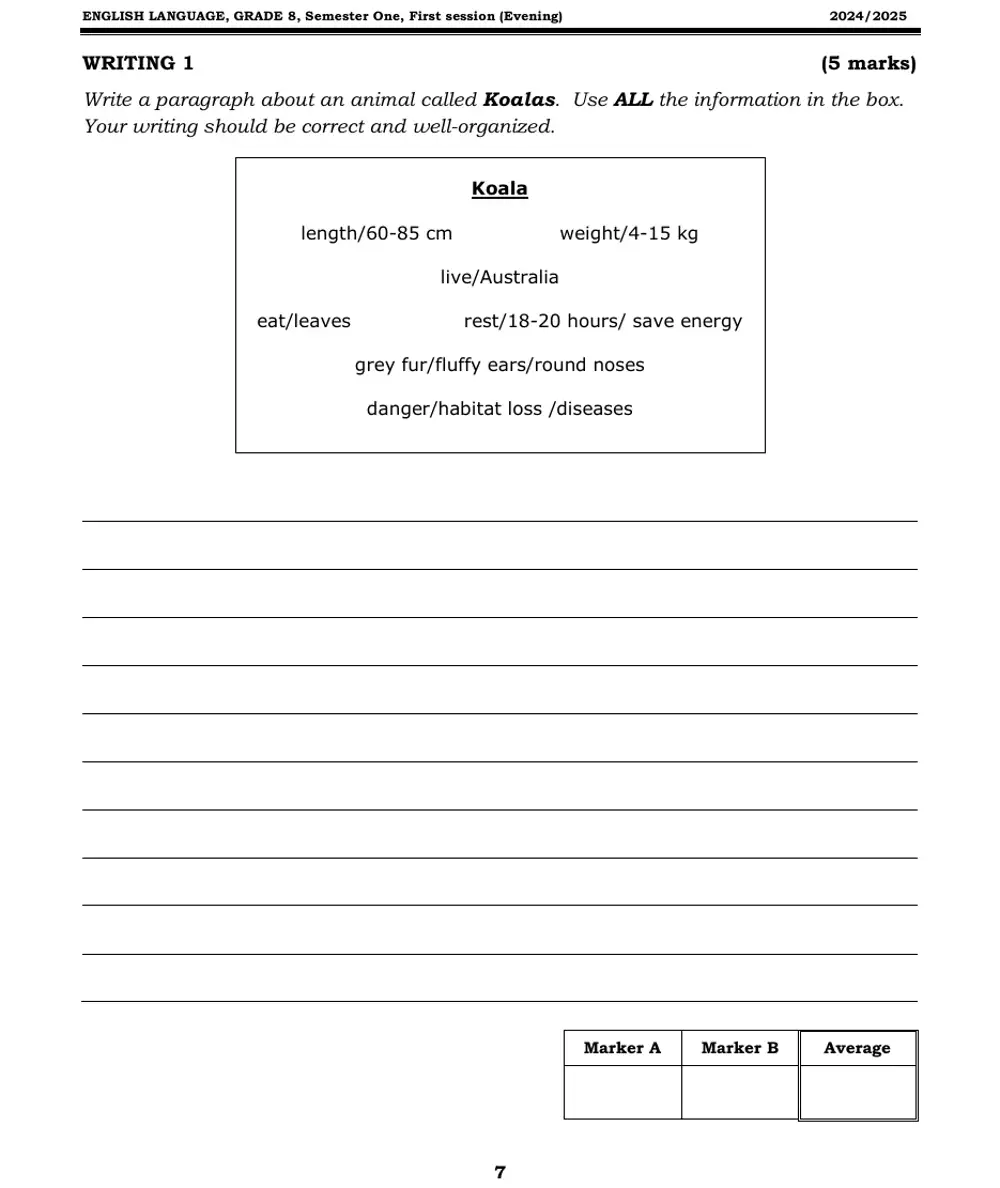 ENGLISH LANGUAGE, GRADE 8, Semester One, First session (Evening) 2024/2025
WRITING 1 (5 marks)
Write a paragraph about an animal called Koalas. Use ALL the information in the box.
Your writing should be correct and well-organized.
Koala
length/60-85 cm weight/4-15 kg
live/Australia
eat/leaves rest/18-20 hours/ save energy
grey fur/fluffy ears/round noses
danger/habitat loss /diseases
Marker A Marker B Average
7